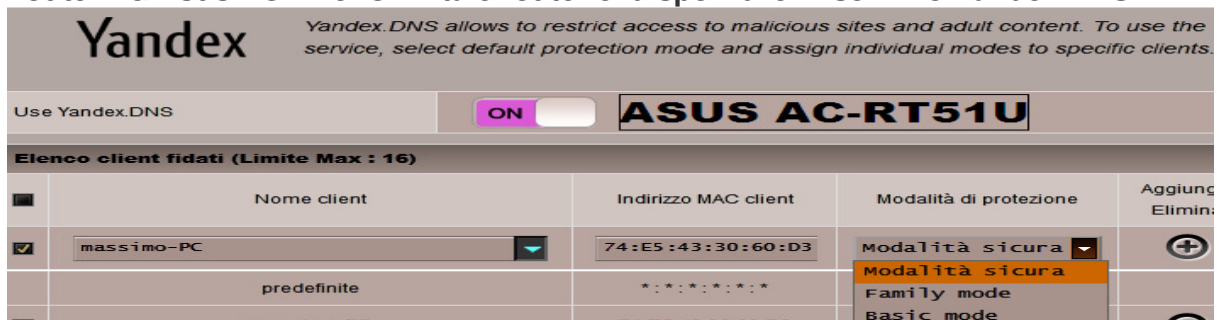 Yandex
Yandex.DNS allows to restrict access to malicious sites and adult content. To use the
service, select default protection mode and assign individual modes to specific clients.
Use Yandex.DNS
ON
ASUS AC-RT51U
Elenco client fidati (Limite Max : 16)
Nome client
Indirizzo MAC client
Modalità di protezione
Aggiung
Elimina
massimo-PC
74:E5:43:30:60:D3
Modalità sicura
Modalità sicura
predefinite
*:*:*:*:*:*
Family mode
Basic mode